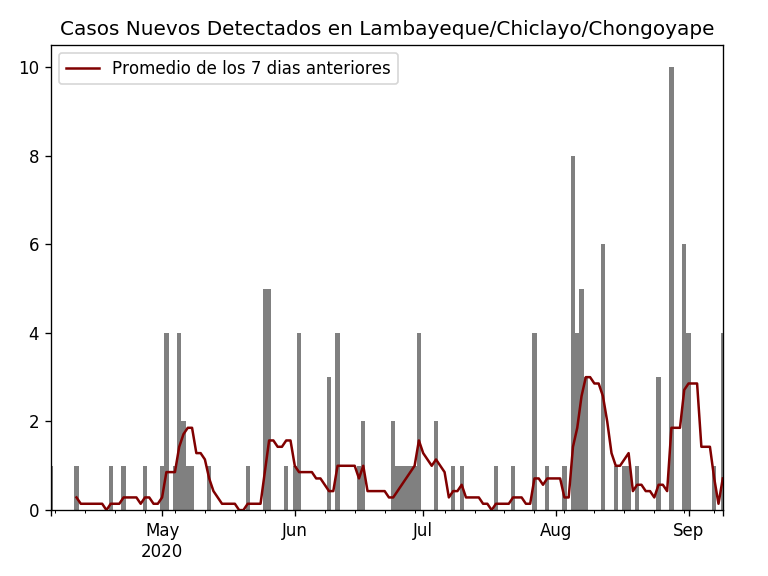 Casos Nuevos Detectados en Lambayeque/Chiclayo/Chongoyape
Promedio de los 7 dias anteriores
10
8
6
4
2
0
May Jun Jul Aug Sep
2020